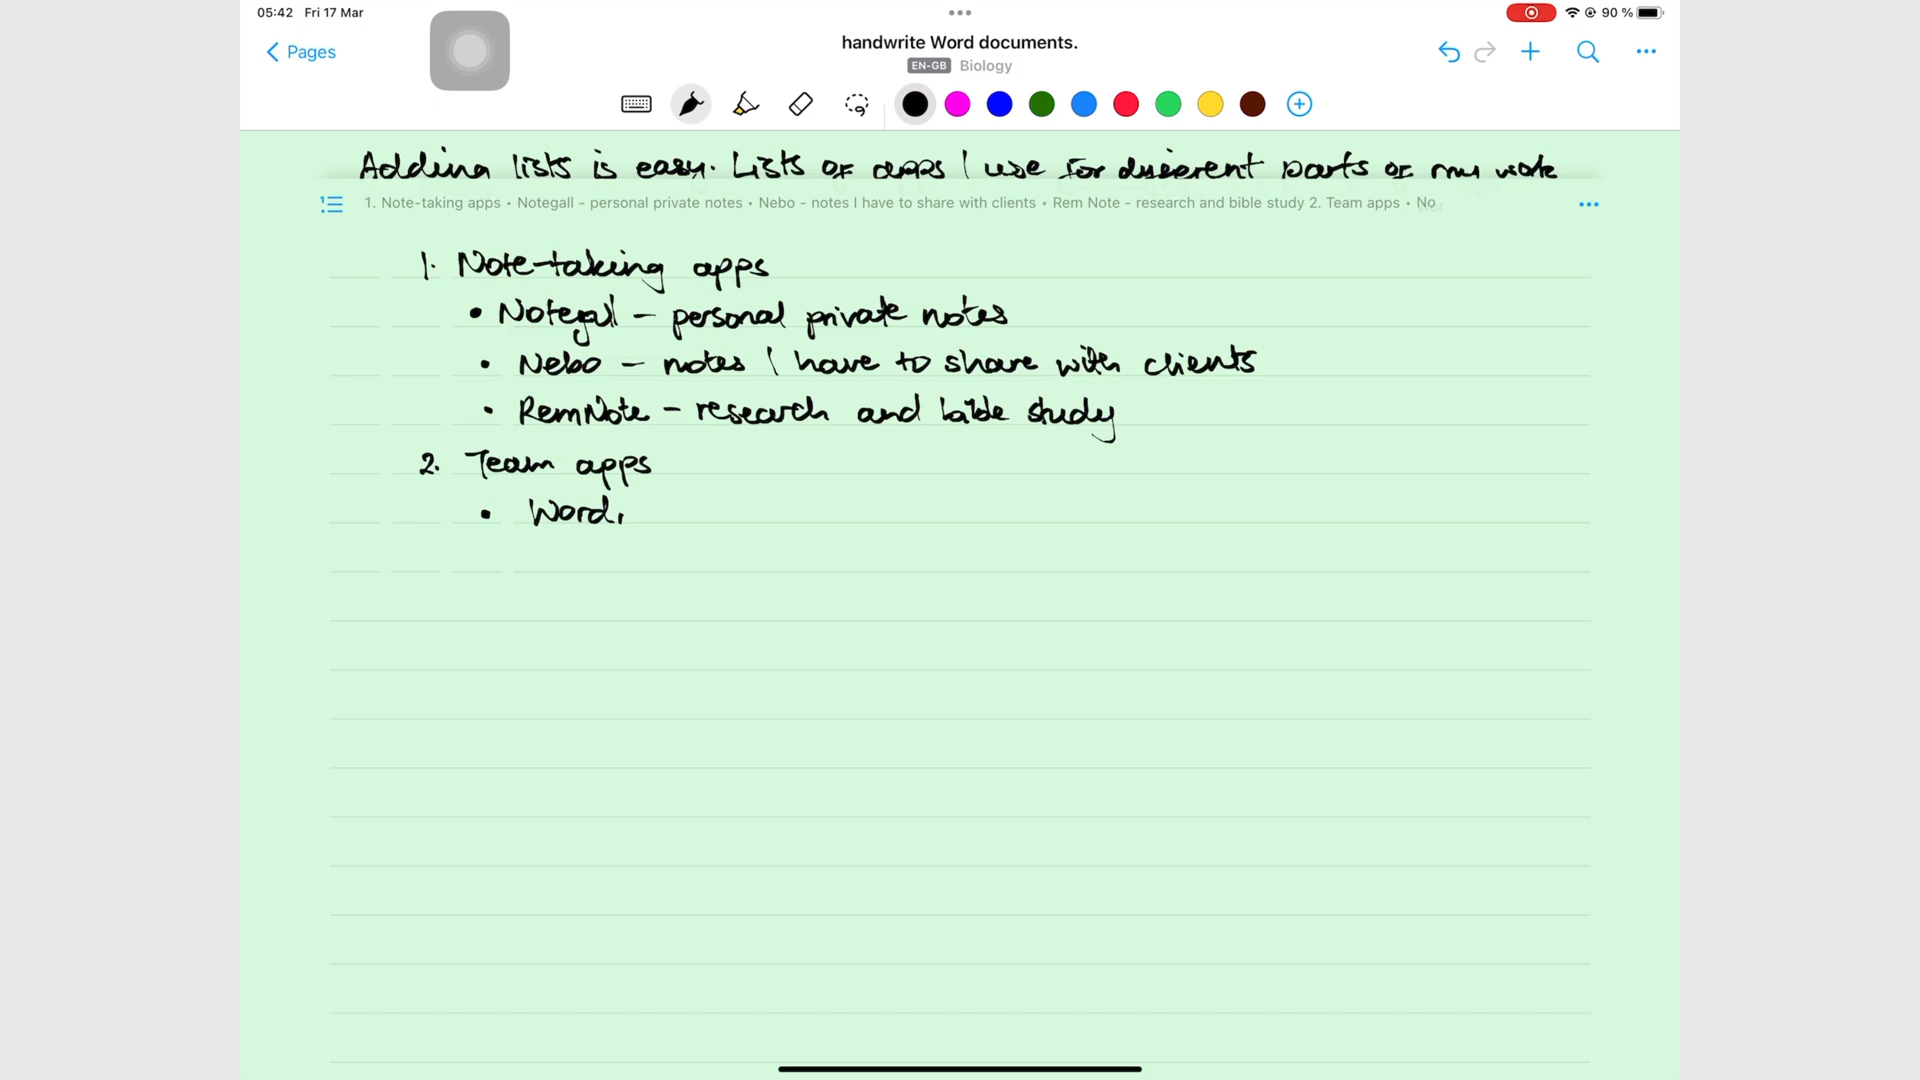 05:42 Fri 17 Mar
90 %
Pages
handwrite Word documents.
EN-GB Biology
Adding lists is easy. Lists of apps I use for different parts of my work
1. Note-taking apps • Notegall - personal private notes • Nebo - notes I have to share with clients • Rem Note - research and bible study 2. Team apps • No
1. Note-taking apps
• Notegall - personal private notes
• Nebo - notes I have to share with clients
• RemNote - research and bible study
2. Team apps
• Word